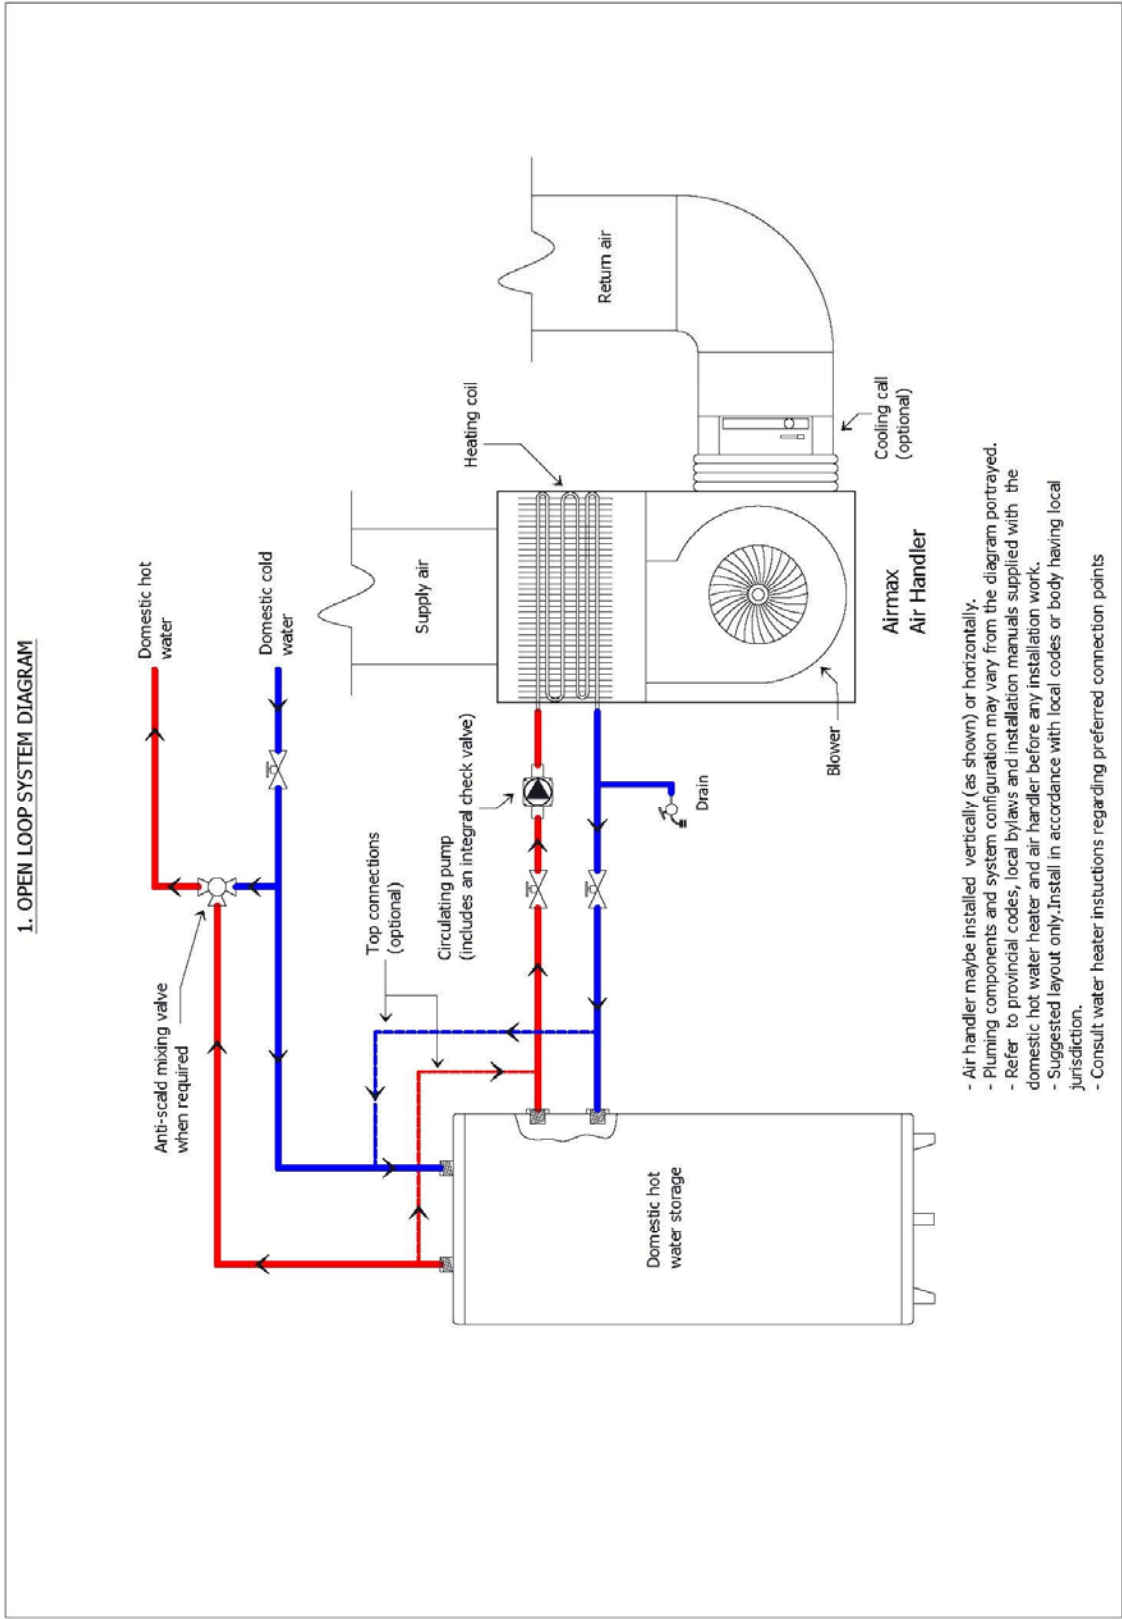 1. OPEN LOOP SYSTEM DIAGRAM
Domestic hot
water
Domestic cold
water
Anti-scald mixing valve
when required
Top connections
(optional)
Circulating pump
(includes an integral check valve)
Supply air
Heating coil
Return air
Cooling call
(optional)
Drain
Blower
Airmax
Air Handler
Domestic hot
water storage
- Air handler maybe installed vertically (as shown) or horizontally.
- Pluming components and system configuration may vary from the diagram portrayed.
- Refer to provincial codes, local bylaws and installation manuals supplied with the
domestic hot water heater and air handler before any installation work.
- Suggested layout only.Install in accordance with local codes or body having local
jurisdiction.
- Consult water heater instuctions regarding preferred connection points